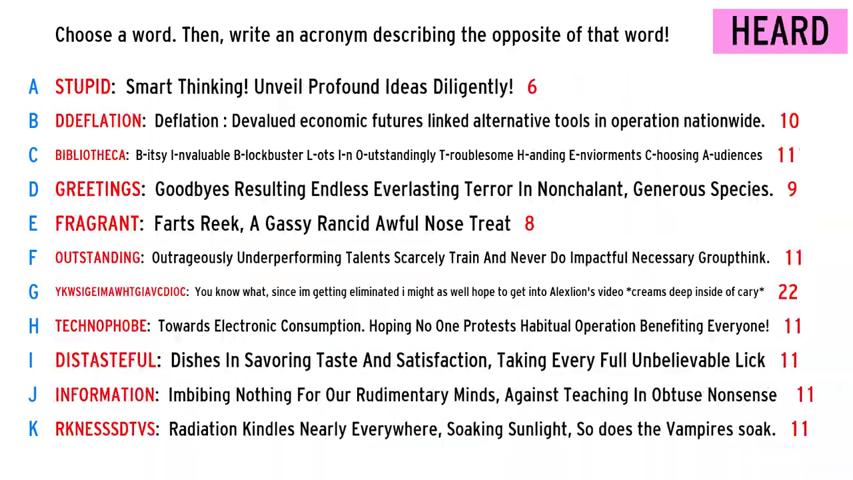 Choose a word. Then, write an acronym describing the opposite of that word! HEARD
A STUPID: Smart Thinking! Unveil Profound Ideas Diligently! 6
B DDEFLATION: Deflation : Devalued economic futures linked alternative tools in operation nationwide. 10
C BIBLIOTHECA: B-itsy I-nvaluable B-lockbuster L-ots I-n O-utstandingly T-roublesome H-anding E-nviorments C-hoosing A-udiences 11
D GREETINGS: Goodbyes Resulting Endless Everlasting Terror In Nonchalant, Generous Species. 9
E FRAGRANT: Farts Reek, A Gassy Rancid Awful Nose Treat 8
F OUTSTANDING: Outrageously Underperforming Talents Scarcely Train And Never Do Impactful Necessary Groupthink. 11
G YKWSIGEIMAWHTGIAVCDIOC: You know what, since im getting eliminated i might as well hope to get into Alexlion's video *creams deep inside of cary* 22
H TECHNOPHOBE: Towards Electronic Consumption. Hoping No One Protests Habitual Operation Benefiting Everyone! 11
I DISTASTEFUL: Dishes In Savoring Taste And Satisfaction, Taking Every Full Unbelievable Lick 11
J INFORMATION: Imbibing Nothing For Our Rudimentary Minds, Against Teaching In Obtuse Nonsense 11
K RKNESSSDTVS: Radiation Kindles Nearly Everywhere, Soaking Sunlight, So does the Vampires soak. 11